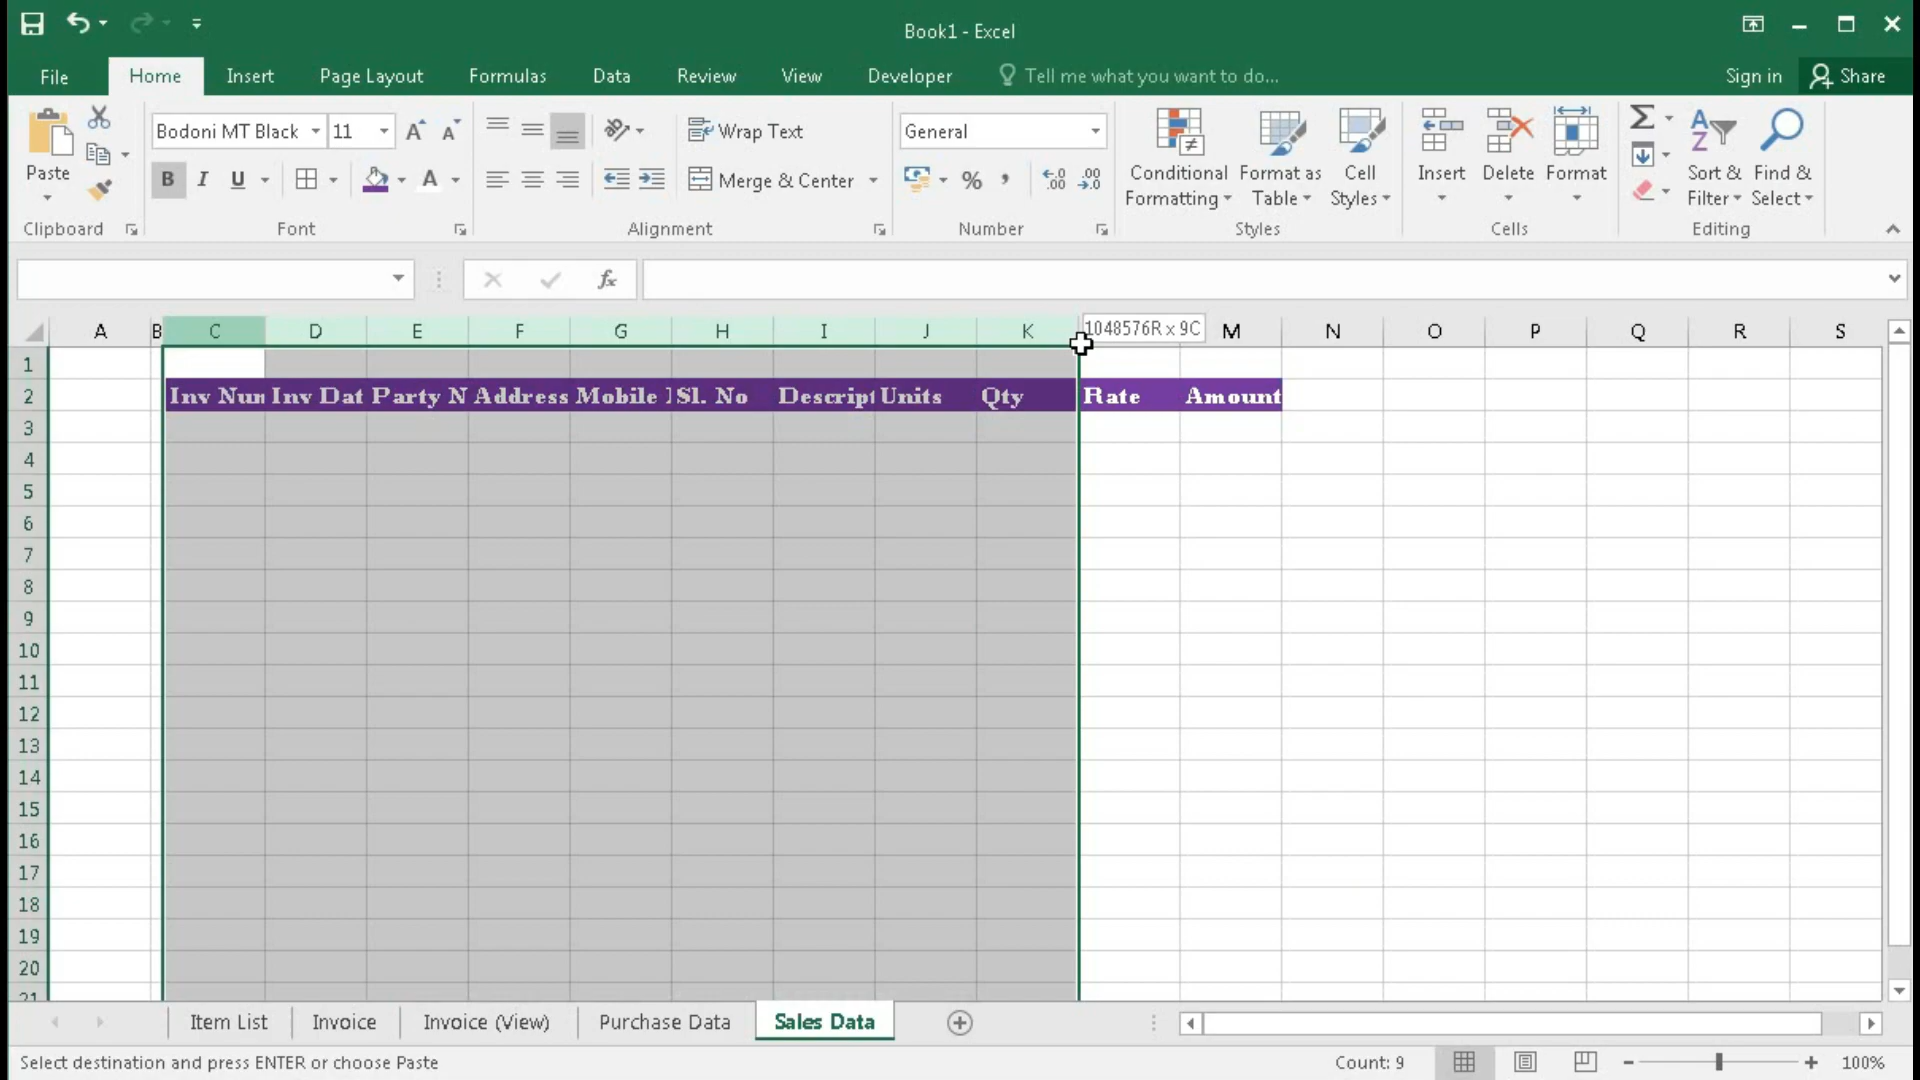 Book1 - Excel
File Home Insert Page Layout Formulas Data Review View Developer Tell me what you want to do... Sign in Share
Bodoni MT Black 11 Wrap Text General
Paste B I U Merge & Center % Conditional Formatting Format as Table Cell Styles Insert Delete Format Sort & Filter Find & Select
Clipboard Font Alignment Number Styles Cells Editing
fx
A B C D E F G H I J K 1048576R x 9C M N O P Q R S
1
2 Inv Num Inv Dat Party N Address Mobile Sl. No Descript Units Qty Rate Amount
3
4
5
6
7
8
9
10
11
12
13
14
15
16
17
18
19
20
21
Item List Invoice Invoice (View) Purchase Data Sales Data
Select destination and press ENTER or choose Paste Count: 9 100%